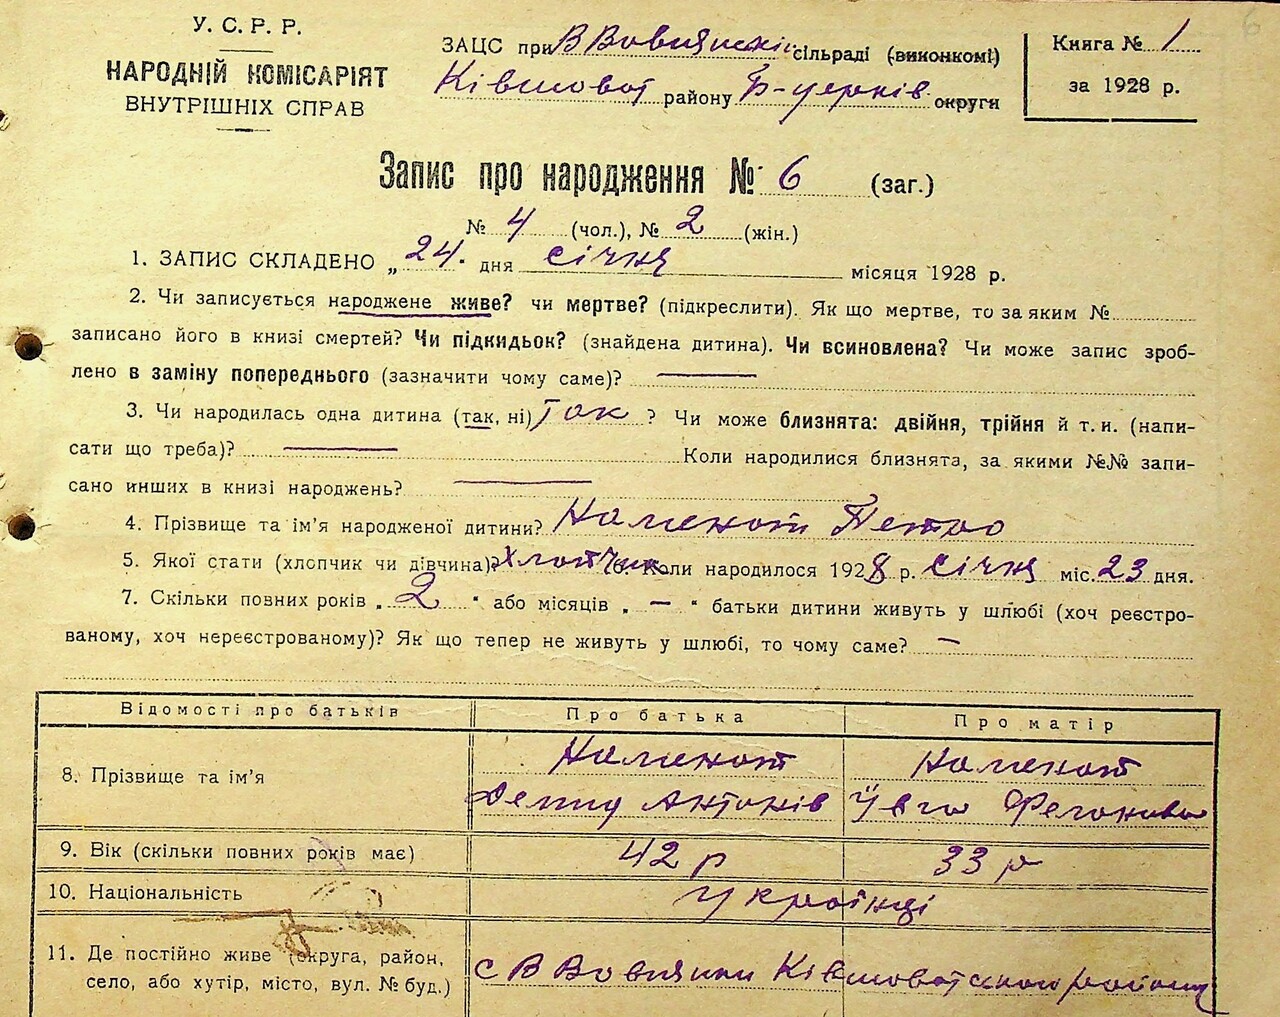 У. С. Р. Р.
НАРОДНІЙ КОМІСАРІЯТ
ВНУТРІШНІХ СПРАВ
ЗАЦС при В Вовнянській сільраді (виконкомі)
Ківшоват району Б-церків округи
Книга № 1
за 1928 р.
6
Запис про народження № 6 (заг.)
№ 4 (чол.), № 2 (жін.)
1. ЗАПИС СКЛАДЕНО „ 24. дня січня місяця 1928 р.
2. Чи записується народжене живе? чи мертве? (підкреслити). Як що мертве, то за яким №
записано його в книзі смертей? Чи підкидьок? (знайдена дитина). Чи всиновлена? Чи може запис зроб-
лено в заміну попереднього (зазначити чому саме)? —
3. Чи народилась одна дитина (так, ні) Так ? Чи може близнята: двійня, трійня й т. и. (напи-
сати що треба)? — Коли народилися близнята, за якими №№ запи-
сано инших в книзі народжень? —
4. Прізвище та ім'я народженої дитини? Петро
5. Якої стати (хлопчик чи дівчина)? хлопчик 6. Коли народилося 1928 р. січня міс. 23 дня.
7. Скільки повних років „ 2 " або місяців „ — " батьки дитини живуть у шлюбі (хоч реєстро-
ваному, хоч нереєстрованому)? Як що тепер не живуть у шлюбі, то чому саме? —
Відомості про батьків Про батька Про матір
8. Прізвище та ім'я
Антонів
9. Вік (скільки повних років має) 42 р 33 р
10. Національність українці
11. Де постійно живе (округа, район,
село, або хутір, місто, вул. № буд.) с В Вовнянки Ківшоватского району